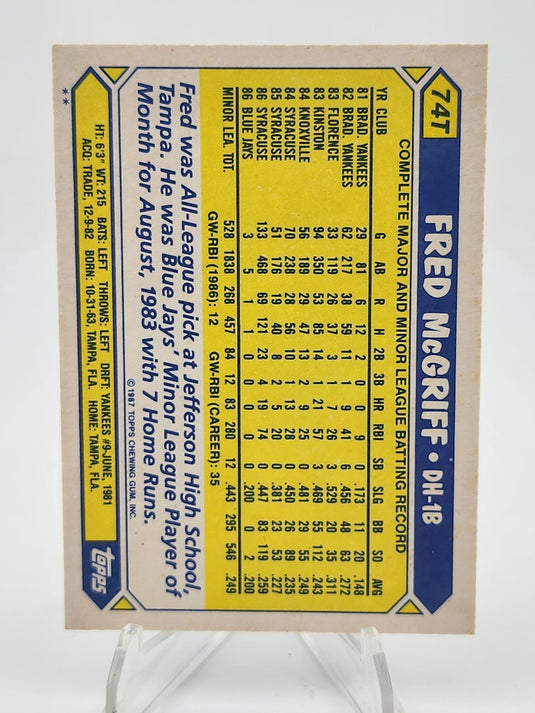 74T
FRED McGRIFF • DH-1B
COMPLETE MAJOR AND MINOR LEAGUE BATTING RECORD
YR CLUB G AB R H 2B 3B HR RBI SB SLG BB SO AVG
81 BRAD. YANKEES 29 81 6 12 2 0 0 9 0 .173 11 20 .148
82 BRAD. YANKEES 62 217 38 59 11 1 9 41 6 .456 48 63 .272
83 FLORENCE 33 119 26 37 3 1 7 26 3 .529 20 35 .311
83 KINSTON 94 350 53 85 14 1 21 57 3 .469 55 112 .243
84 KNOXVILLE 56 189 29 47 13 2 9 25 0 .481 29 55 .249
84 SYRACUSE 70 238 28 56 10 1 13 28 0 .450 26 89 .235
85 SYRACUSE 51 176 19 40 8 2 5 20 0 .381 23 53 .227
86 SYRACUSE 133 468 69 121 23 4 19 74 0 .447 83 119 .259
86 BLUE JAYS 3 5 1 1 0 0 0 0 0 .200 0 2 .200
MINOR LEA. TOT. 528 1838 268 457 84 12 83 280 12 .443 295 546 .249
GW-RBI (1986): 12 GW-RBI (CAREER): 35
Fred was All-League pick at Jefferson High School,
Tampa. He was Blue Jays' Minor League Player of
Month for August, 1983 with 7 Home Runs.
©1987 TOPPS CHEWING GUM, INC.
HT: 6'3" WT: 215 BATS: LEFT THROWS: LEFT DRFT: YANKEES #9-JUNE, 1981
ACQ: TRADE, 12-9-82 BORN: 10-31-63, TAMPA, FLA. HOME: TAMPA, FLA.
topps
**